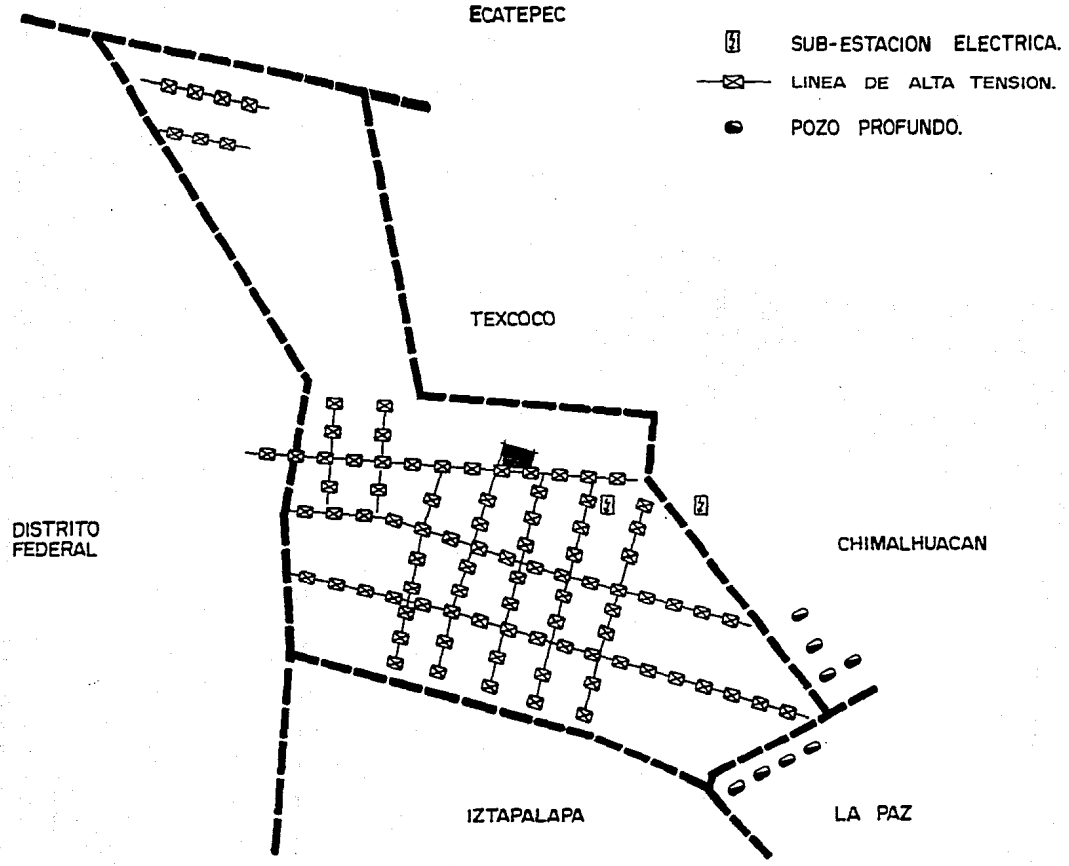 ECATEPEC
SUB-ESTACION ELECTRICA.
LINEA DE ALTA TENSION.
POZO PROFUNDO.
TEXCOCO
DISTRITO
FEDERAL
CHIMALHUACAN
IZTAPALAPA
LA PAZ